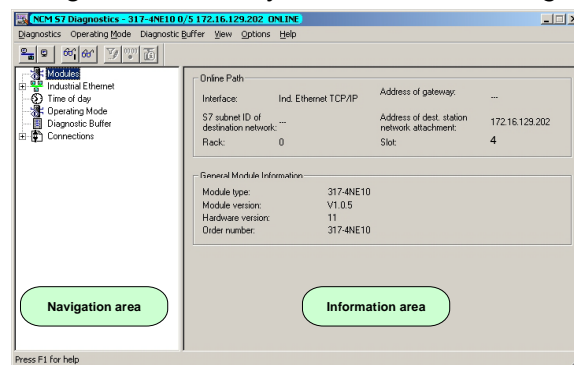 NCM S7 Diagnostics - 317-4NE10 0/5 172.16.129.202 ONLINE
Diagnostics Operating Mode Diagnostic Buffer View Options Help
Modules
Industrial Ethernet
Time of day
Operating Mode
Diagnostic Buffer
Connections
Online Path
Interface: Ind. Ethernet TCP/IP Address of gateway: ---
S7 subnet ID of
destination network: ---
Address of dest. station
network attachment: 172.16.129.202
Rack: 0 Slot: 4
General Module Information
Module type: 317-4NE10
Module version: V1.0.5
Hardware version: 11
Order number: 317-4NE10
Navigation area
Information area
Press F1 for help